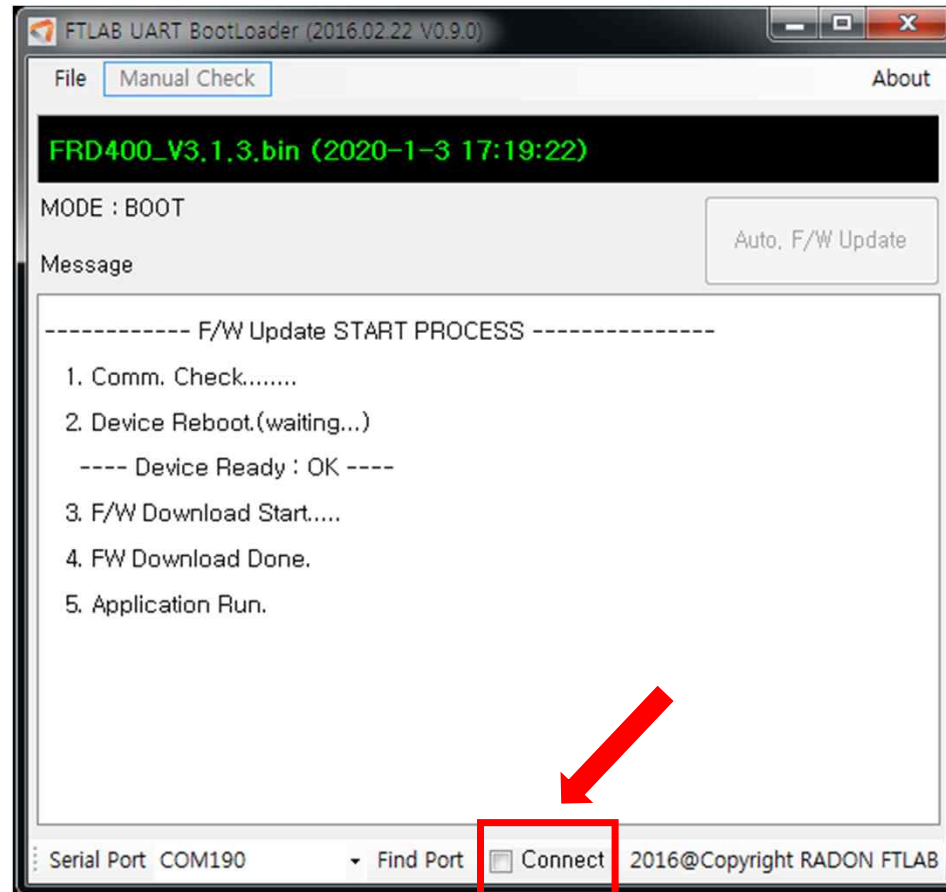 FTLAB UART BootLoader (2016.02.22 V0.9.0)
File Manual Check About
FRD400_V3.1.3.bin (2020-1-3 17:19:22)
MODE : BOOT
Auto. F/W Update
Message
------------ F/W Update START PROCESS ---------------
1. Comm. Check........
2. Device Reboot.(waiting...)
---- Device Ready : OK ----
3. F/W Download Start.....
4. FW Download Done.
5. Application Run.
Serial Port COM190 Find Port Connect 2016@Copyright RADON FTLAB